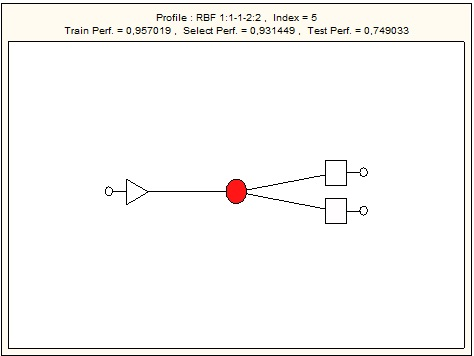 Profile : RBF 1:1-1-2:2 ,  Index = 5
Train Perf. = 0,957019 ,  Select Perf. = 0,931449 ,  Test Perf. = 0,749033